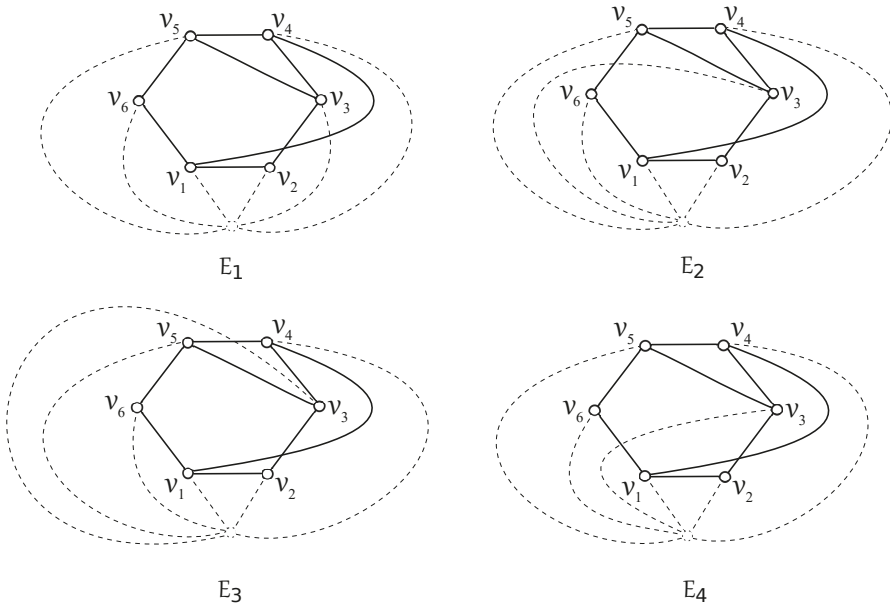 v₅ v₄
v₆ v₃
v₁ v₂
E₁
v₅ v₄
v₆ v₃
v₁ v₂
E₂
v₅ v₄
v₆ v₃
v₁ v₂
E₃
v₅ v₄
v₆ v₃
v₁ v₂
E₄